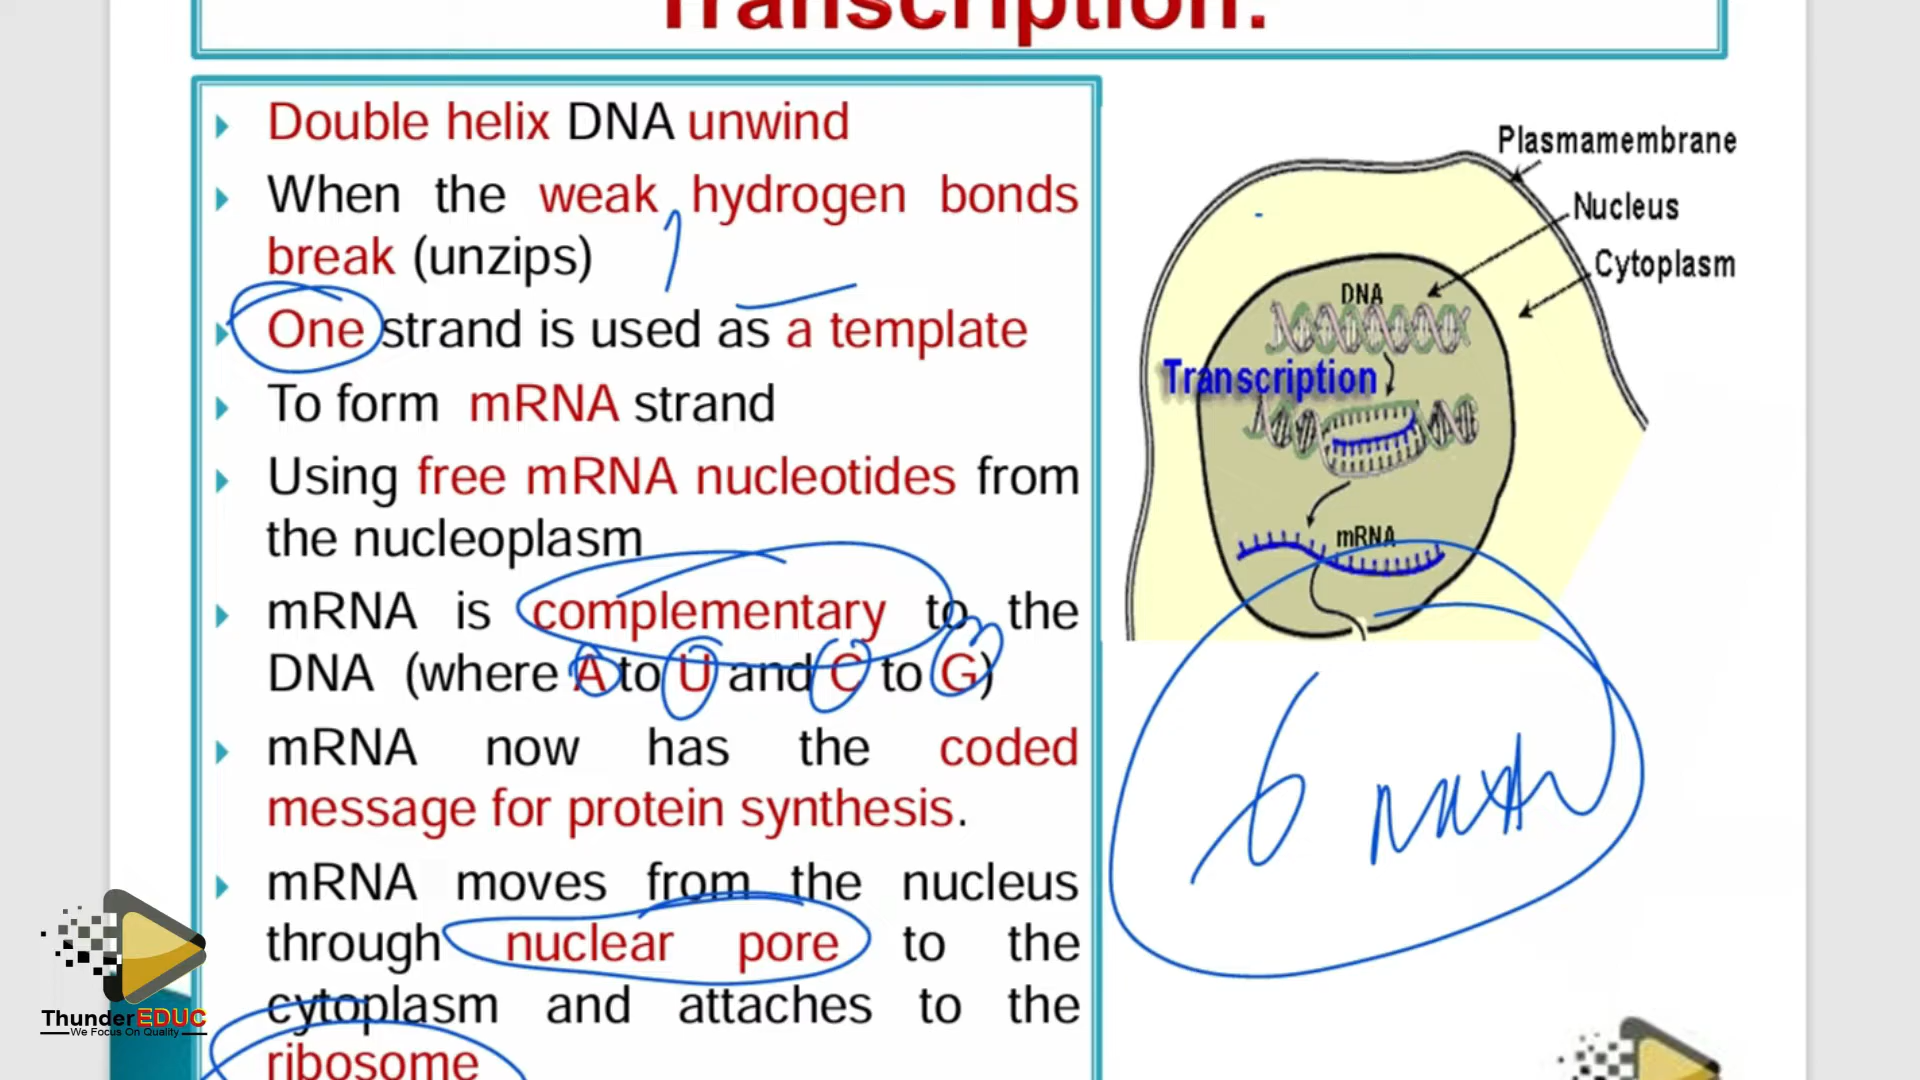 Transcription:
Double helix DNA unwind
When the weak hydrogen bonds
break (unzips)
One strand is used as a template
To form mRNA strand
Using free mRNA nucleotides from
the nucleoplasm
mRNA is complementary to the
DNA (where A to U and C to G)
mRNA now has the coded
message for protein synthesis.
mRNA moves from the nucleus
through nuclear pore to the
cytoplasm and attaches to the
ribosome
Plasmamembrane
Nucleus
Cytoplasm
DNA
Transcription
mRNA
6
ThunderEDUC
We Focus On Quality